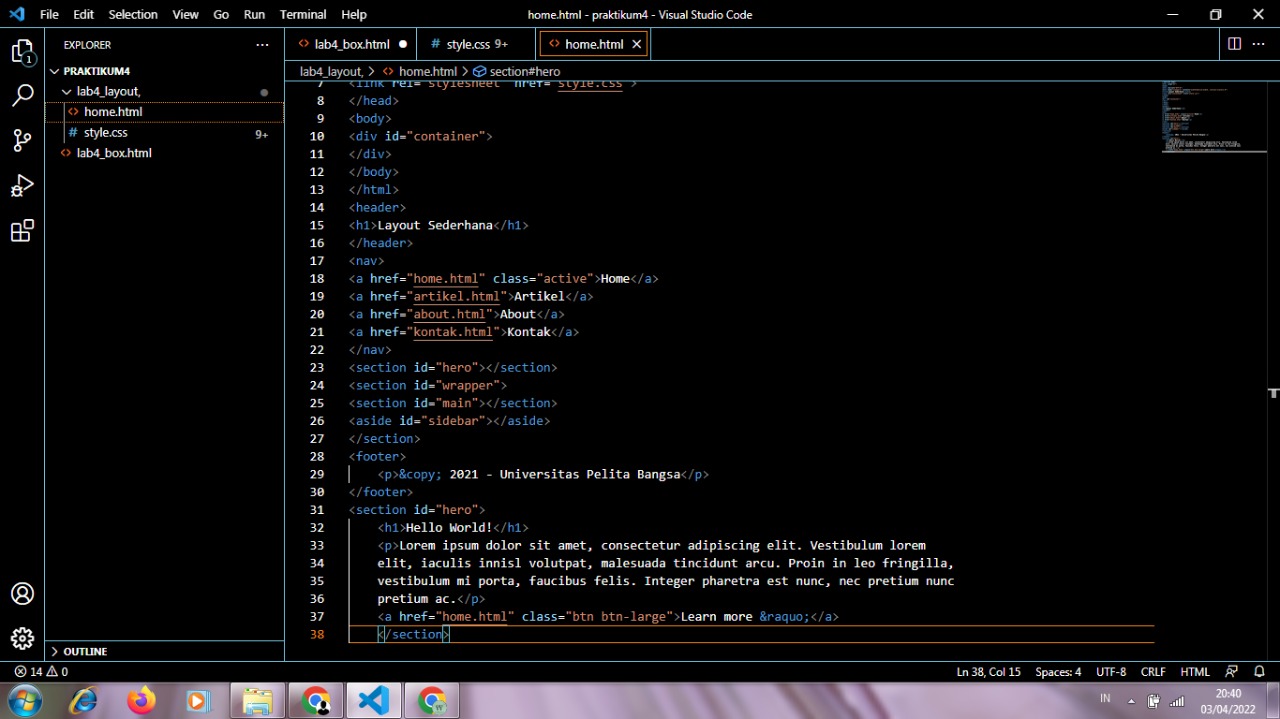 File Edit Selection View Go Run Terminal Help home.html - praktikum4 - Visual Studio Code
EXPLORER
lab4_box.html
style.css 9+
home.html
PRAKTIKUM4
lab4_layout,
home.html
style.css 9+
lab4_box.html
OUTLINE
lab4_layout, > home.html > section#hero
7 <link rel="stylesheet" href="style.css">
8 </head>
9 <body>
10 <div id="container">
11 </div>
12 </body>
13 </html>
14 <header>
15 <h1>Layout Sederhana</h1>
16 </header>
17 <nav>
18 <a href="home.html" class="active">Home</a>
19 <a href="artikel.html">Artikel</a>
20 <a href="about.html">About</a>
21 <a href="kontak.html">Kontak</a>
22 </nav>
23 <section id="hero"></section>
24 <section id="wrapper">
25 <section id="main"></section>
26 <aside id="sidebar"></aside>
27 </section>
28 <footer>
29 <p>&copy; 2021 - Universitas Pelita Bangsa</p>
30 </footer>
31 <section id="hero">
32 <h1>Hello World!</h1>
33 <p>Lorem ipsum dolor sit amet, consectetur adipiscing elit. Vestibulum lorem
34 elit, iaculis innisl volutpat, malesuada tincidunt arcu. Proin in leo fringilla,
35 vestibulum mi porta, faucibus felis. Integer pharetra est nunc, nec pretium nunc
36 pretium ac.</p>
37 <a href="home.html" class="btn btn-large">Learn more &raquo;</a>
38 </section>
1
14 0
Ln 38, Col 15 Spaces: 4 UTF-8 CRLF HTML
IN
20:40
03/04/2022